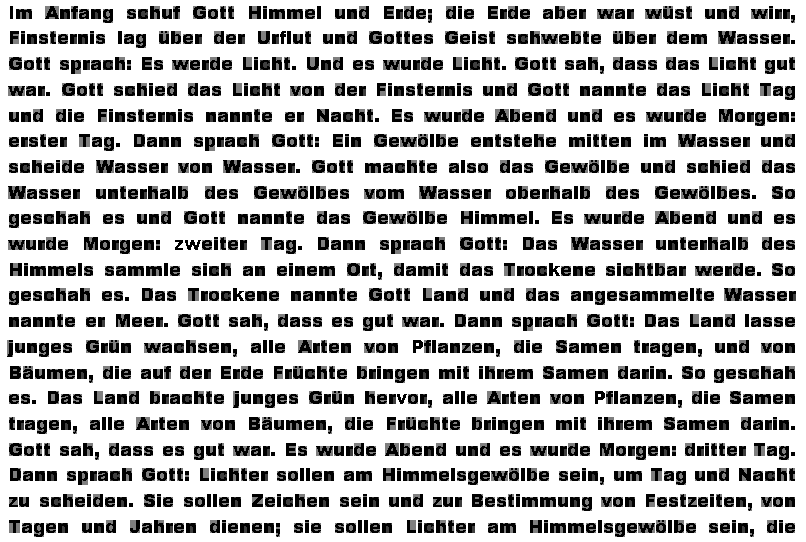 Im Anfang schuf Gott Himmel und Erde; die Erde aber war wüst und wirr,
Finsternis lag über der Urflut und Gottes Geist schwebte über dem Wasser.
Gott sprach: Es werde Licht. Und es wurde Licht. Gott sah, dass das Licht gut
war. Gott schied das Licht von der Finsternis und Gott nannte das Licht Tag
und die Finsternis nannte er Nacht. Es wurde Abend und es wurde Morgen:
erster Tag. Dann sprach Gott: Ein Gewölbe entstehe mitten im Wasser und
scheide Wasser von Wasser. Gott machte also das Gewölbe und schied das
Wasser unterhalb des Gewölbes vom Wasser oberhalb des Gewölbes. So
geschah es und Gott nannte das Gewölbe Himmel. Es wurde Abend und es
wurde Morgen: zweiter Tag. Dann sprach Gott: Das Wasser unterhalb des
Himmels sammle sich an einem Ort, damit das Trockene sichtbar werde. So
geschah es. Das Trockene nannte Gott Land und das angesammelte Wasser
nannte er Meer. Gott sah, dass es gut war. Dann sprach Gott: Das Land lasse
junges Grün wachsen, alle Arten von Pflanzen, die Samen tragen, und von
Bäumen, die auf der Erde Früchte bringen mit ihrem Samen darin. So geschah
es. Das Land brachte junges Grün hervor, alle Arten von Pflanzen, die Samen
tragen, alle Arten von Bäumen, die Früchte bringen mit ihrem Samen darin.
Gott sah, dass es gut war. Es wurde Abend und es wurde Morgen: dritter Tag.
Dann sprach Gott: Lichter sollen am Himmelsgewölbe sein, um Tag und Nacht
zu scheiden. Sie sollen Zeichen sein und zur Bestimmung von Festzeiten, von
Tagen und Jahren dienen; sie sollen Lichter am Himmelsgewölbe sein, die